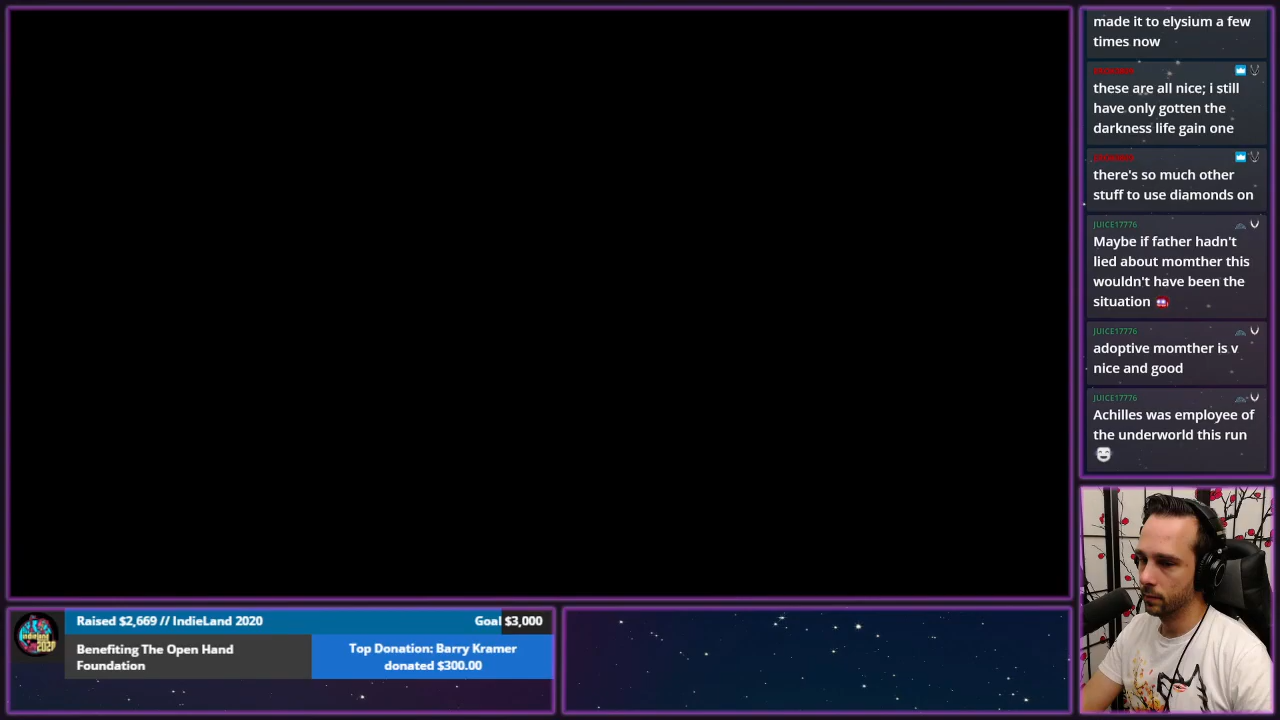 made it to elysium a few
times now
these are all nice; i still
have only gotten the
darkness life gain one
there's so much other
stuff to use diamonds on
JUICE17776
Maybe if father hadn't
lied about momther this
wouldn't have been the
situation
JUICE17776
adoptive momther is v
nice and good
JUICE17776
Achilles was employee of
the underworld this run
Raised $2,669 // IndieLand 2020
Goal $3,000
Benefiting The Open Hand
Foundation
Top Donation: Barry Kramer
donated $300.00